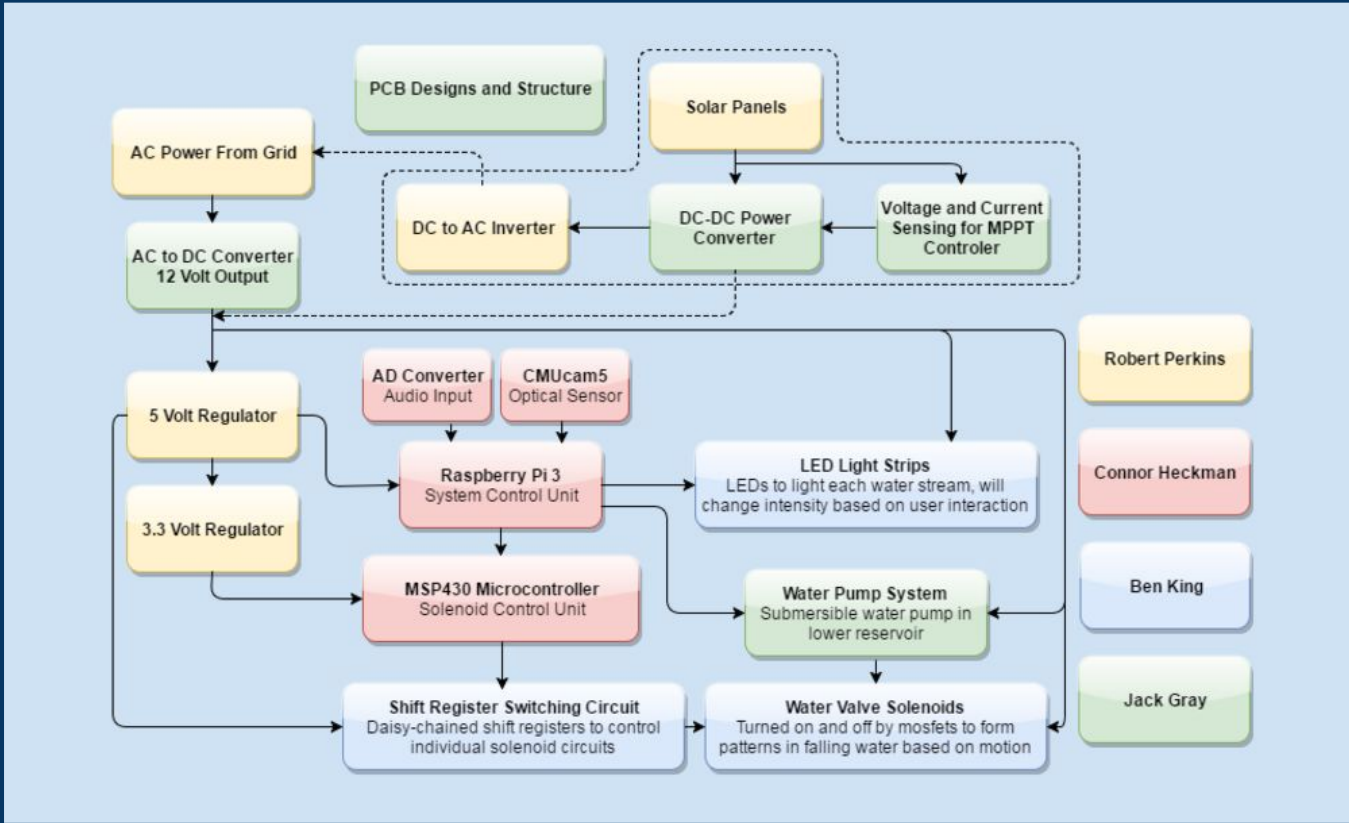 PCB Designs and Structure
Solar Panels
AC Power From Grid
DC to AC Inverter
DC-DC Power
Converter
Voltage and Current
Sensing for MPPT
Controler
AC to DC Converter
12 Volt Output
5 Volt Regulator
AD Converter
Audio Input
CMUcam5
Optical Sensor
Robert Perkins
Raspberry Pi 3
System Control Unit
LED Light Strips
LEDs to light each water stream, will
change intensity based on user interaction
Connor Heckman
3.3 Volt Regulator
MSP430 Microcontroller
Solenoid Control Unit
Water Pump System
Submersible water pump in
lower reservoir
Ben King
Shift Register Switching Circuit
Daisy-chained shift registers to control
individual solenoid circuits
Water Valve Solenoids
Turned on and off by mosfets to form
patterns in falling water based on motion
Jack Gray